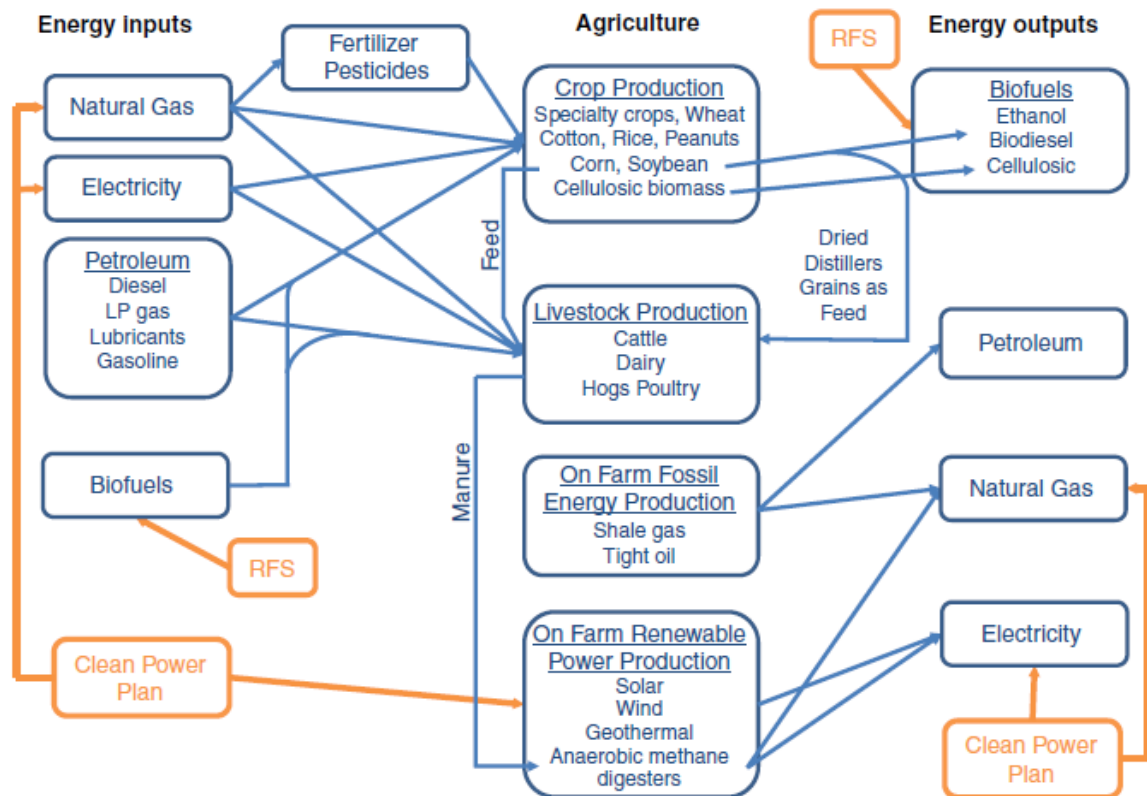 Energy inputs
Agriculture
Energy outputs
Fertilizer
Pesticides
RFS
Natural Gas
Crop Production
Specialty crops, Wheat
Cotton, Rice, Peanuts
Corn, Soybean
Cellulosic biomass
Biofuels
Ethanol
Biodiesel
Cellulosic
Electricity
Petroleum
Diesel
LP gas
Lubricants
Gasoline
Feed
Dried
Distillers
Grains as
Feed
Livestock Production
Cattle
Dairy
Hogs Poultry
Petroleum
Biofuels
Manure
On Farm Fossil
Energy Production
Shale gas
Tight oil
Natural Gas
RFS
Clean Power
Plan
On Farm Renewable
Power Production
Solar
Wind
Geothermal
Anaerobic methane
digesters
Electricity
Clean Power
Plan